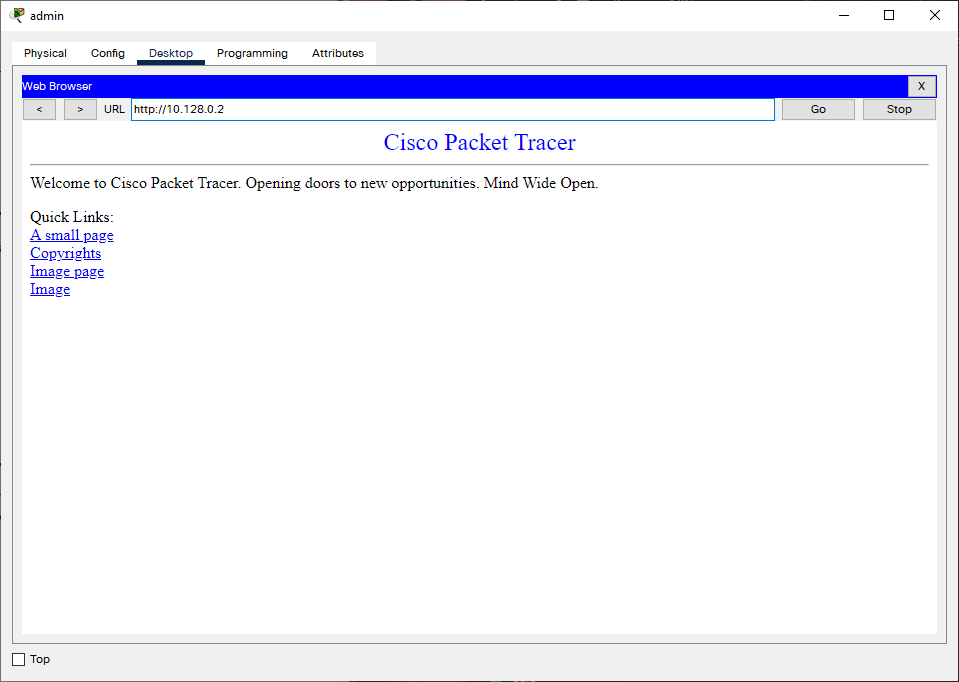 admin
Physical Config Desktop Programming Attributes
Web Browser X
< > URL http://10.128.0.2 Go Stop
Cisco Packet Tracer
Welcome to Cisco Packet Tracer. Opening doors to new opportunities. Mind Wide Open.
Quick Links:
A small page
Copyrights
Image page
Image
Top